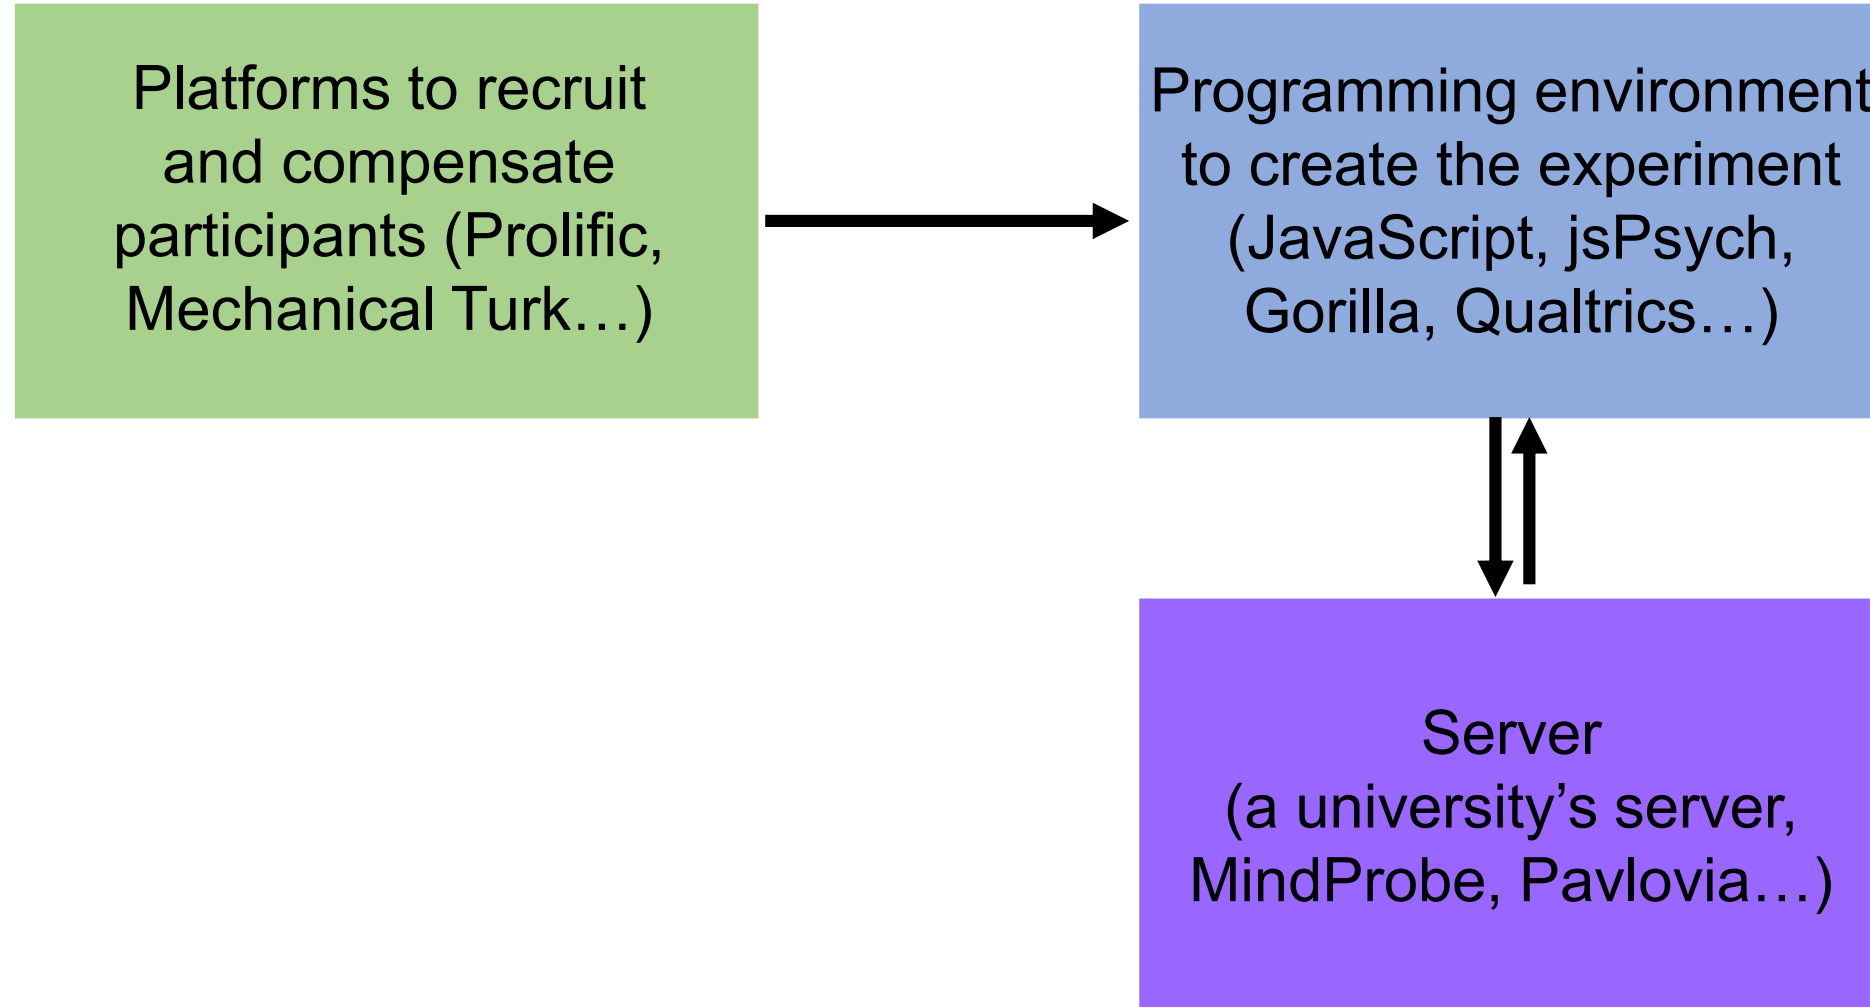 Platforms to recruit
and compensate
participants (Prolific,
Mechanical Turk…)
Programming environment
to create the experiment
(JavaScript, jsPsych,
Gorilla, Qualtrics…)
Server
(a university’s server,
MindProbe, Pavlovia…)